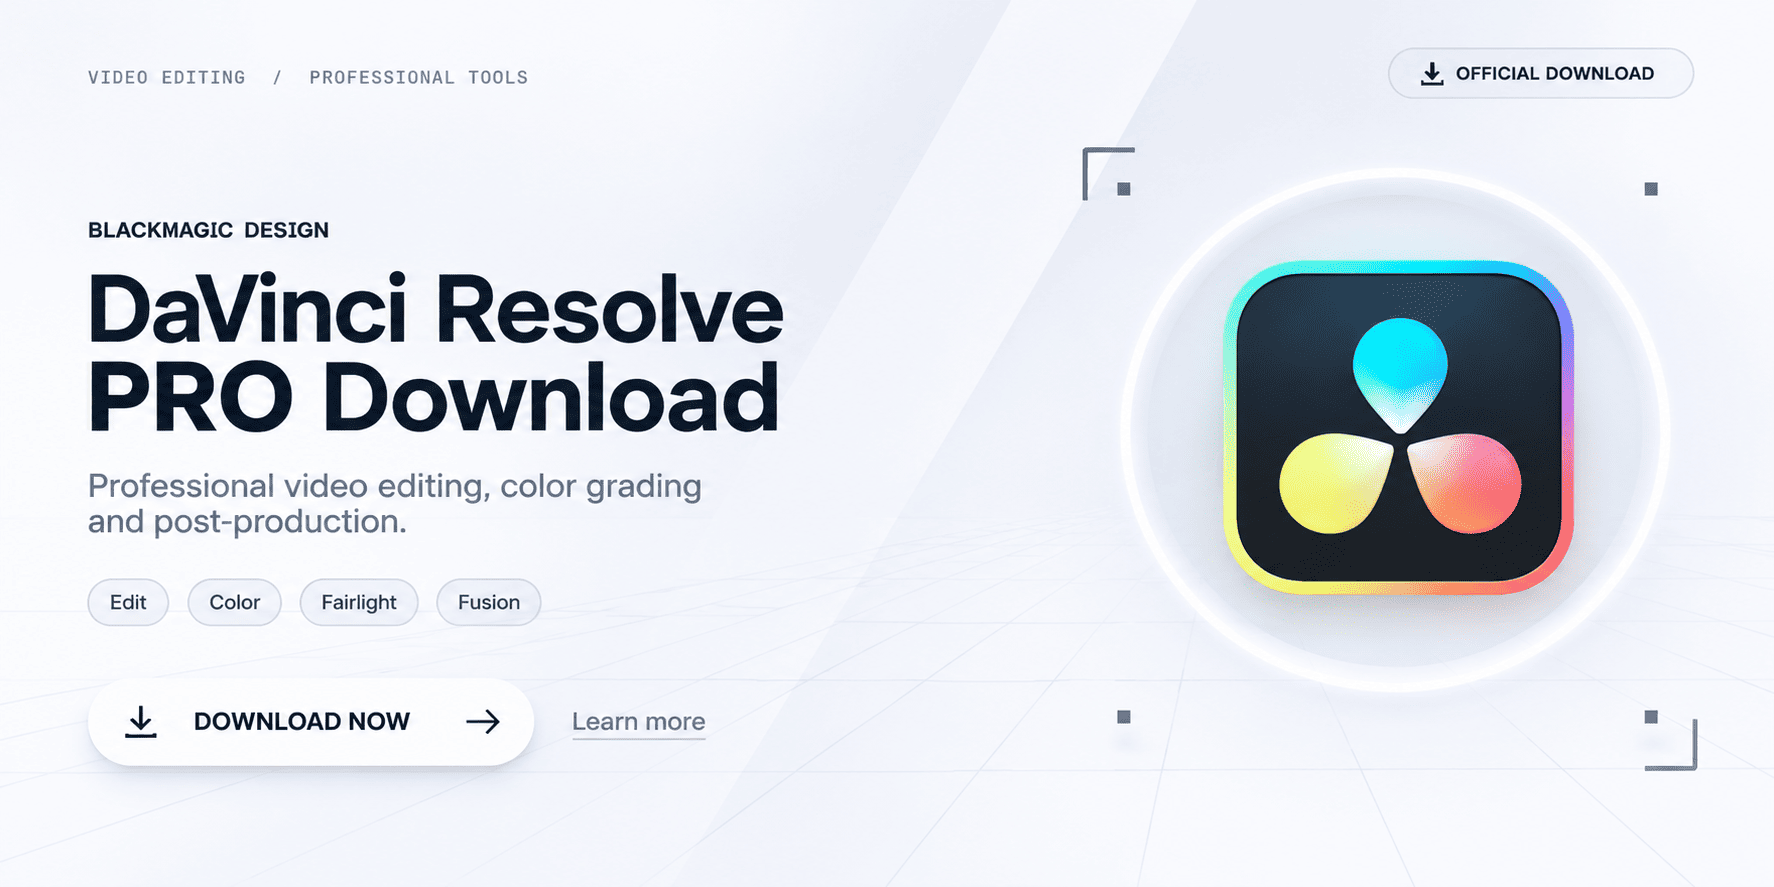 VIDEO EDITING / PROFESSIONAL TOOLS
OFFICIAL DOWNLOAD
BLACKMAGIC DESIGN
DaVinci Resolve
PRO Download
Professional video editing, color grading
and post-production.
Edit
Color
Fairlight
Fusion
DOWNLOAD NOW
Learn more